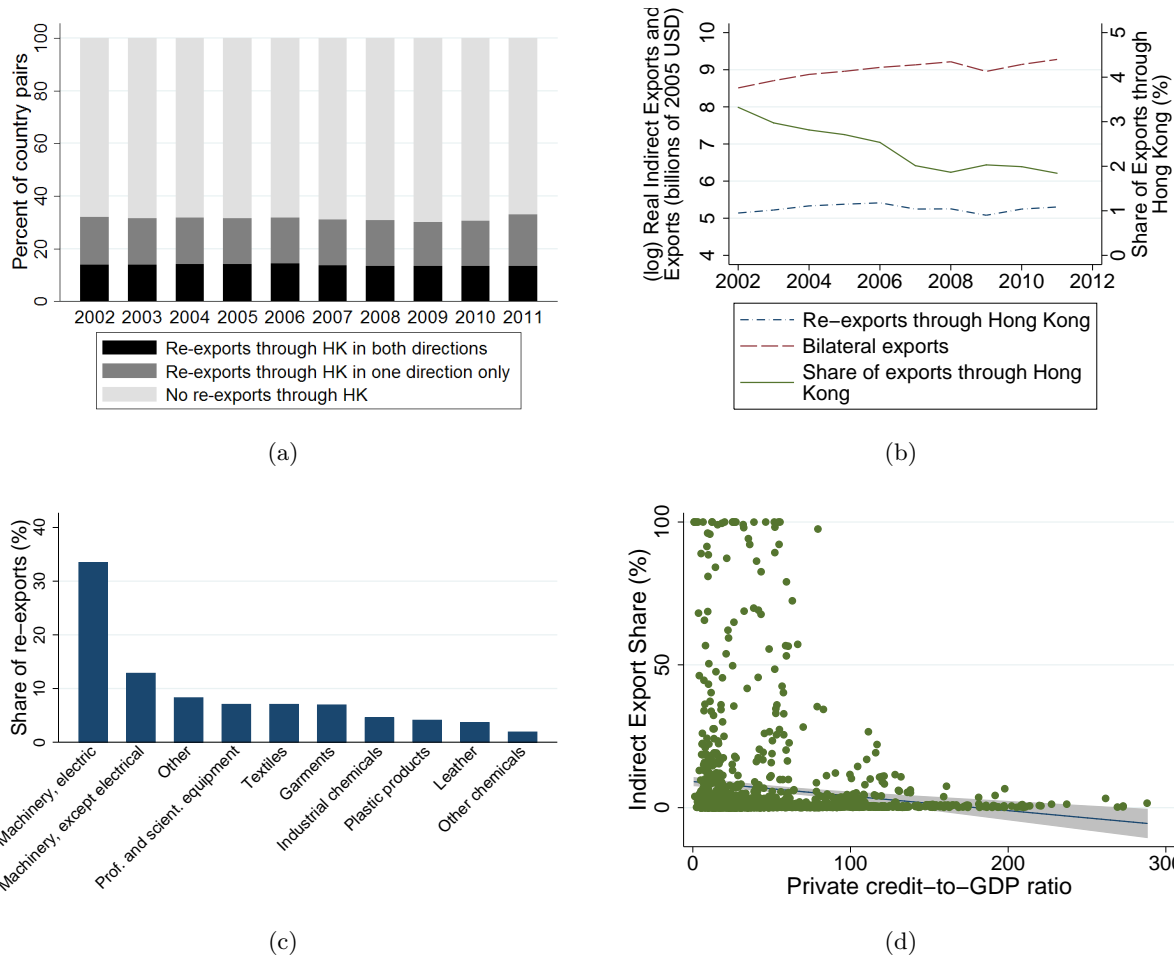 Percent of country pairs
100
80
60
40
20
0
2002 2003 2004 2005 2006 2007 2008 2009 2010 2011
Re-exports through HK in both directions
Re-exports through HK in one direction only
No re-exports through HK
(a)
(log) Real Indirect Exports and
Exports (billions of 2005 USD)
10
9
8
7
6
5
4
5
4
3
2
1
0
Share of Exports through
Hong Kong (%)
2002 2004 2006 2008 2010 2012
Re−exports through Hong Kong
Bilateral exports
Share of exports through Hong
Kong
(b)
Share of re-exports (%)
40
30
20
10
0
Machinery, electric
Machinery, except electrical
Other
Prof. and scient. equipment
Textiles
Garments
Industrial chemicals
Plastic products
Leather
Other chemicals
(c)
Indirect Export Share (%)
100
50
0
0 100 200 300
Private credit−to−GDP ratio
(d)